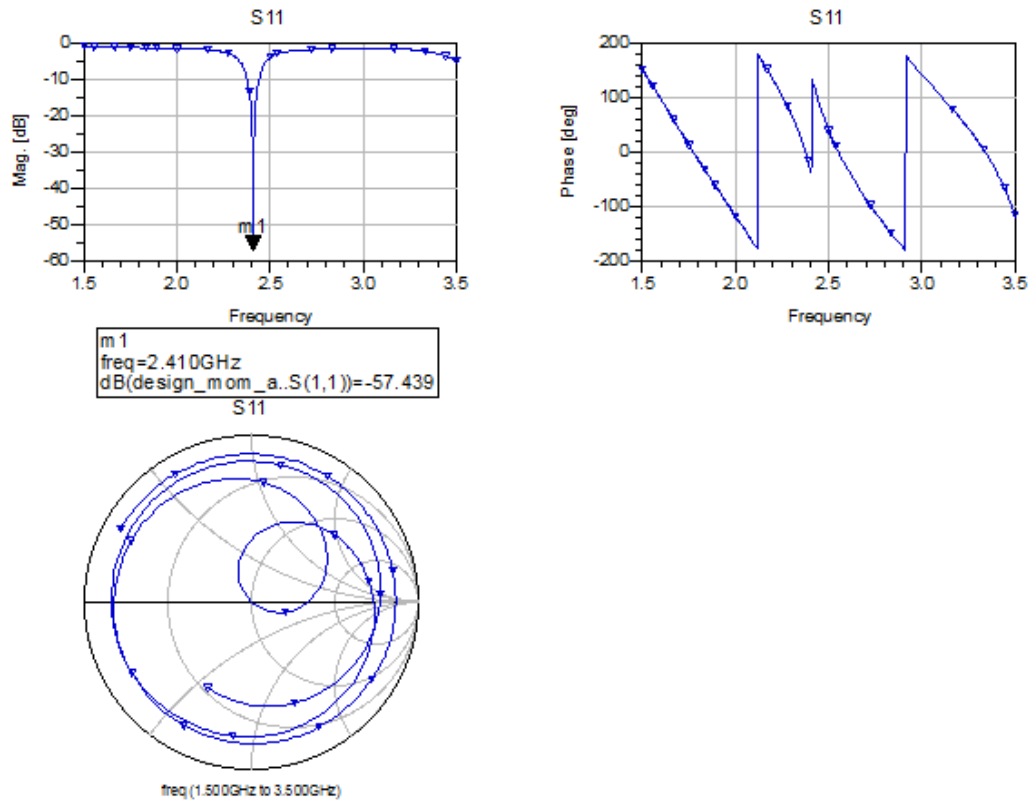 S11
0
-10
-20
-30
-40
-50
-60
Mag. [dB]
m1
1.5
2.0
2.5
3.0
3.5
Frequency
S11
200
100
0
-100
-200
Phase [deg]
1.5
2.0
2.5
3.0
3.5
Frequency
m1
freq=2.410GHz
dB(design_mom_a..S(1,1))=-57.439
S11
freq (1.500GHz to 3.500GHz)